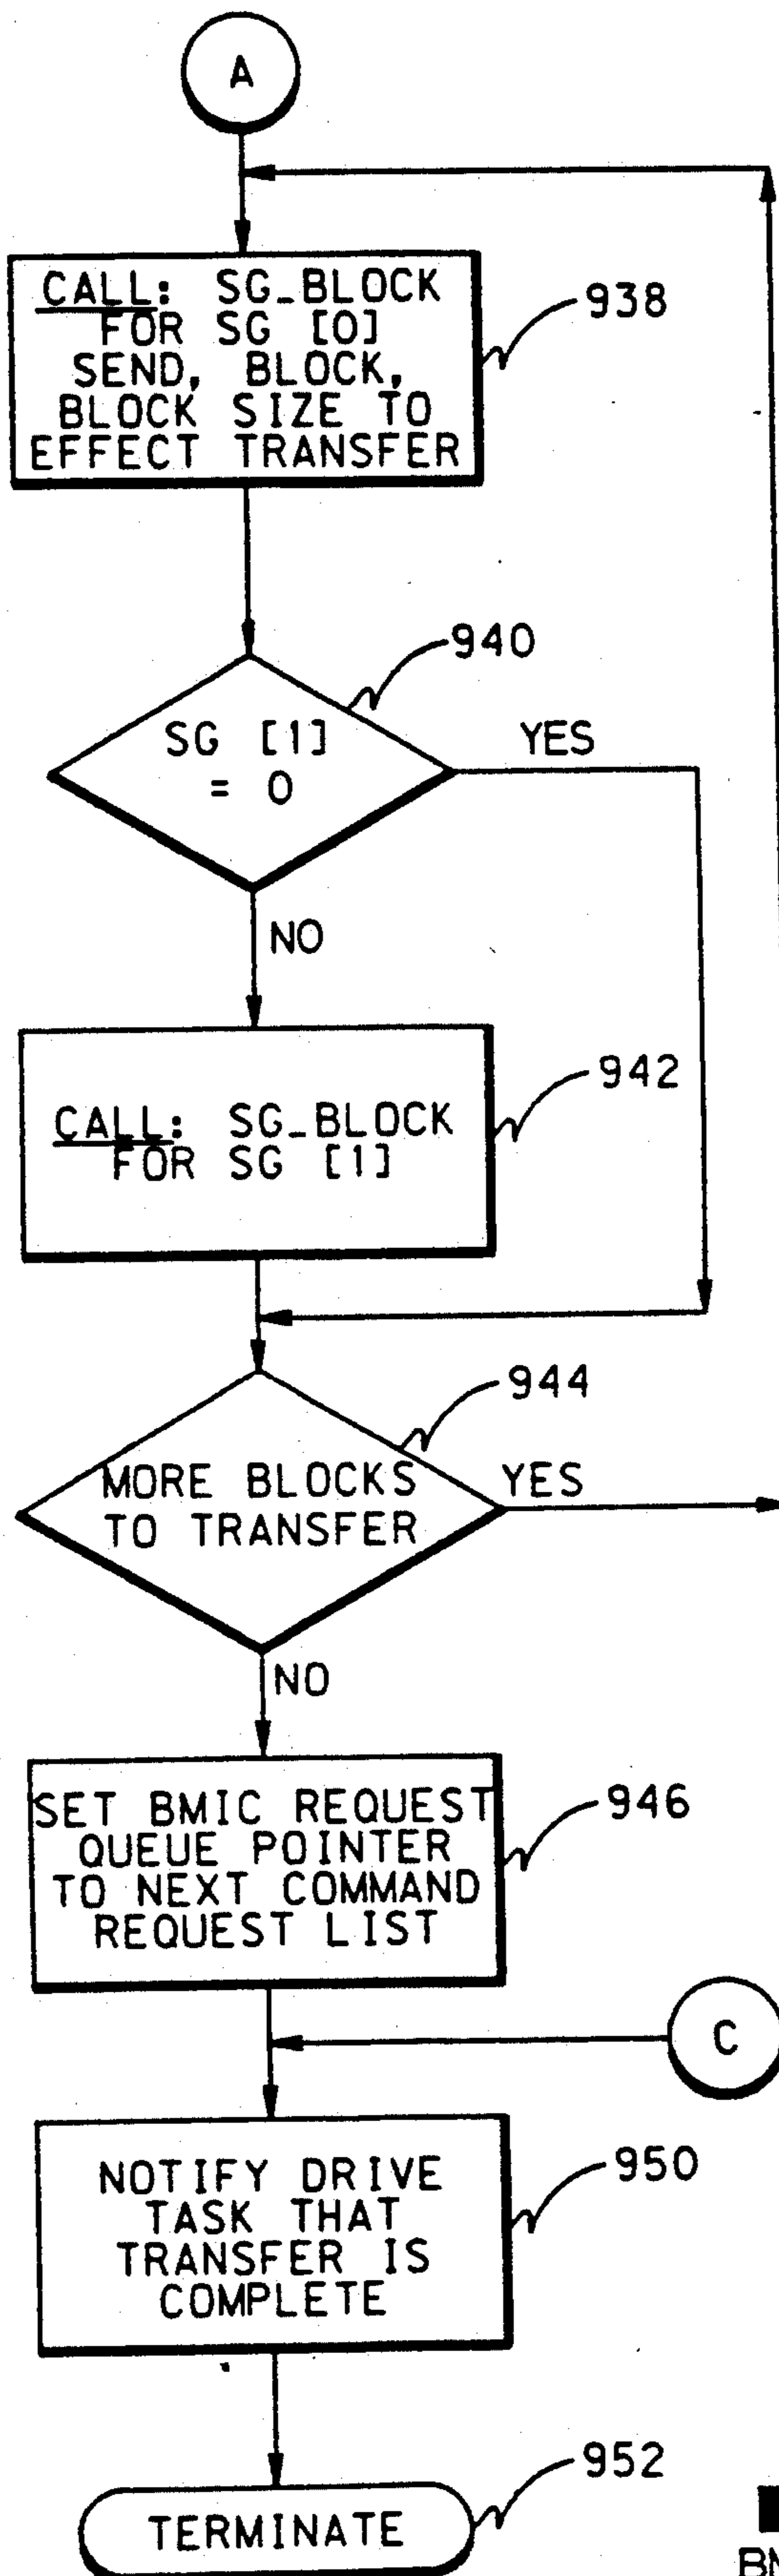 A
CALL: SG_BLOCK
FOR SG [0]
SEND, BLOCK,
BLOCK SIZE TO
EFFECT TRANSFER
938
940
SG [1]
= 0
YES
NO
942
CALL: SG_BLOCK
FOR SG [1]
944
MORE BLOCKS
TO TRANSFER
YES
NO
SET BMIC REQUEST
QUEUE POINTER
TO NEXT COMMAND
REQUEST LIST
946
C
NOTIFY DRIVE
TASK THAT
TRANSFER IS
COMPLETE
950
952
TERMINATE